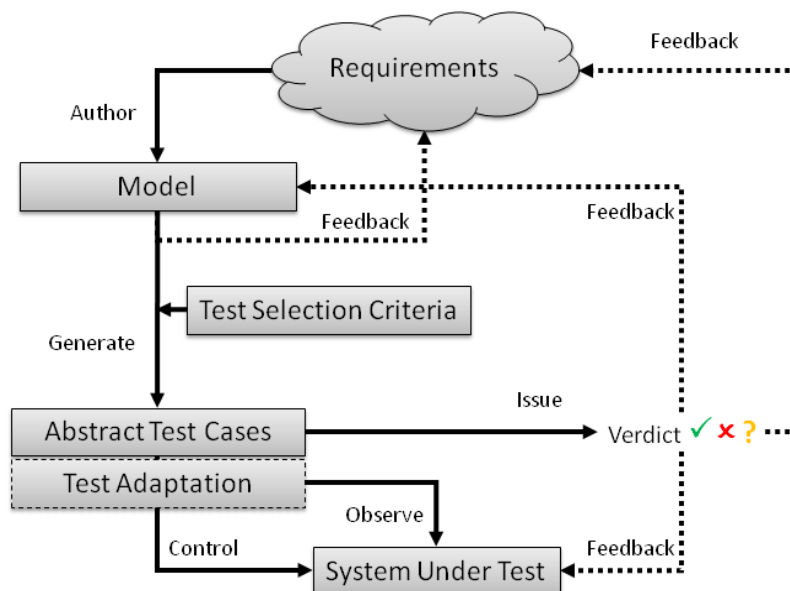 Feedback
Requirements
Author
Model
Feedback
Feedback
Test Selection Criteria
Generate
Issue
Abstract Test Cases
Verdict ✓ ✗ ?
Test Adaptation
Observe
Control
Feedback
System Under Test